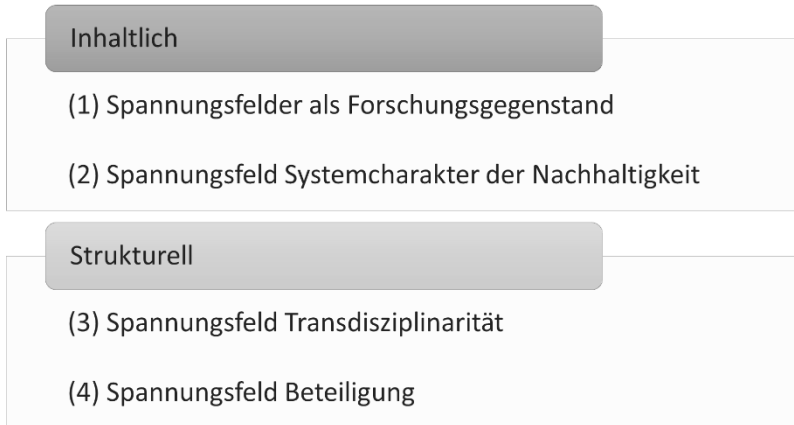 Inhaltlich
(1) Spannungsfelder als Forschungsgegenstand
(2) Spannungsfeld Systemcharakter der Nachhaltigkeit
Strukturell
(3) Spannungsfeld Transdisziplinarität
(4) Spannungsfeld Beteiligung